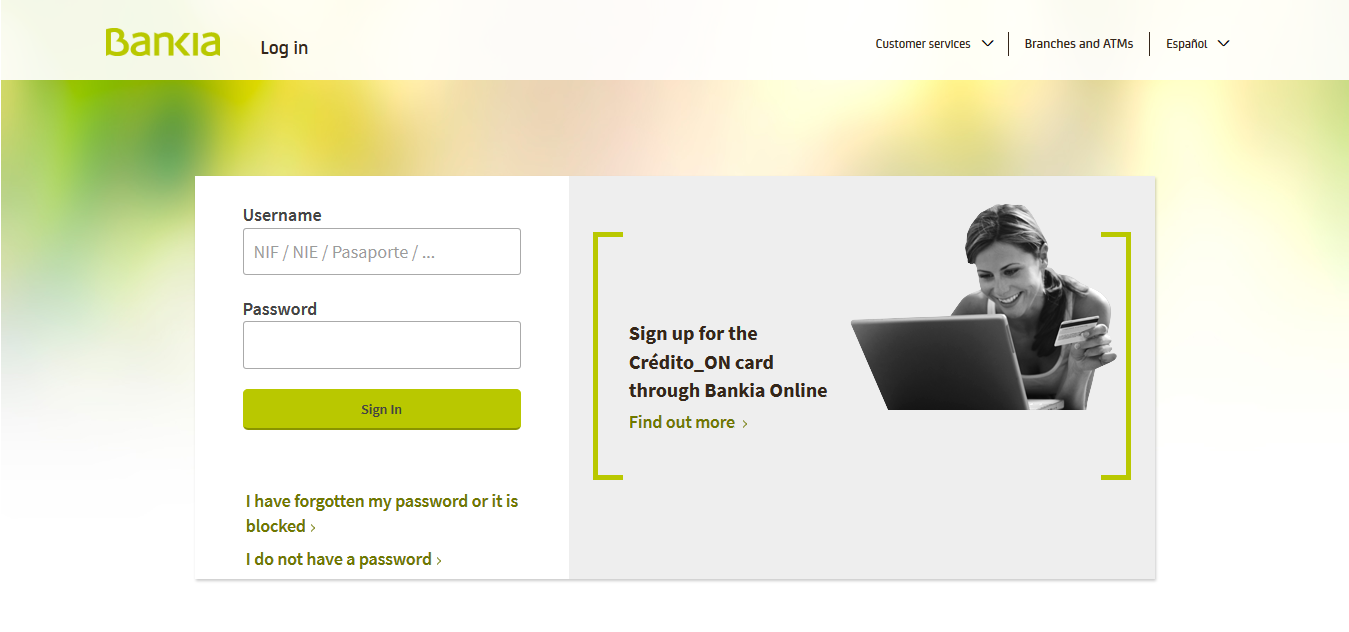 Bankia
Log in
Customer services
Branches and ATMs
Español
Username
NIF / NIE / Pasaporte / ...
Password
Sign In
I have forgotten my password or it is
blocked ›
I do not have a password ›
Sign up for the
Crédito_ON card
through Bankia Online
Find out more ›